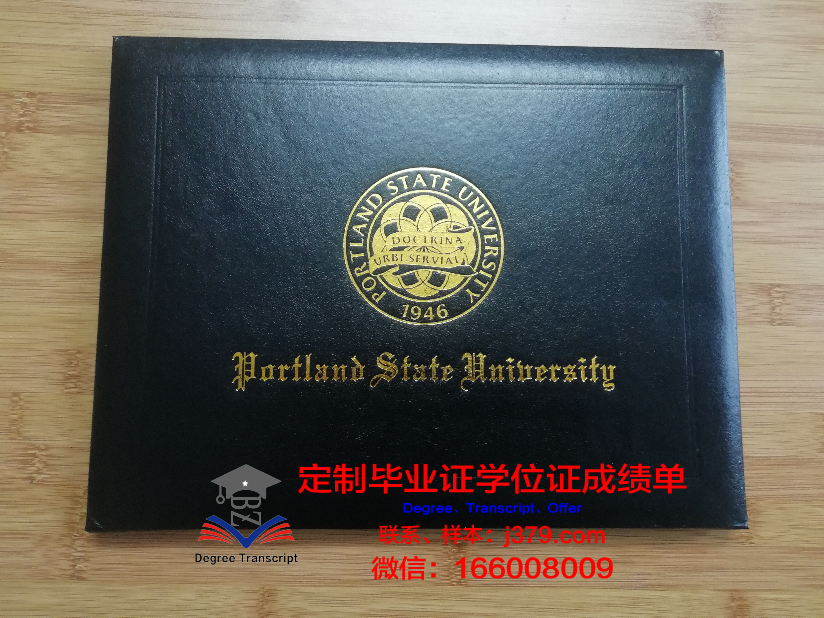 PORTLAND STATE UNIVERSITY
DOCTRINA
URBI SERVIAT
1946
Portland State University
定制毕业证学位证成绩单
Degree、Transcript、Offer
联系、样本：j379.com
微信：166008009
BZ
Degree Transcript